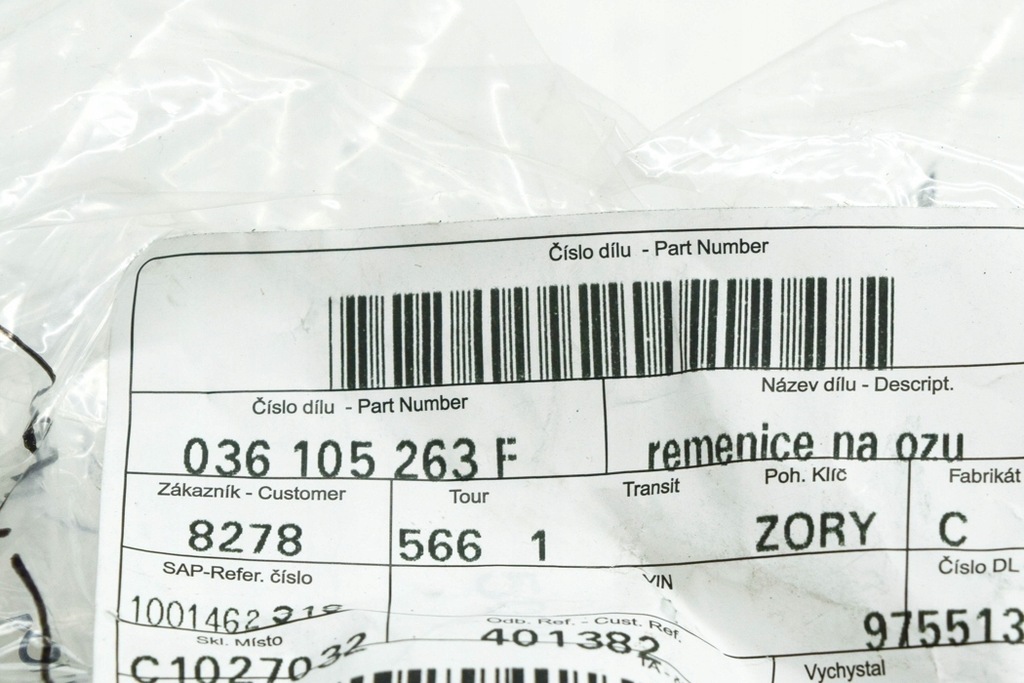 Číslo dílu - Part Number
Číslo dílu - Part Number
Název dílu - Descript.
036 105 263 F
remenice na ozu
Zákazník - Customer
Tour
Transit
Poh. Klíč
Fabrikát
8278
566 1
ZORY
C
SAP-Refer. číslo
VIN
Číslo DL
1001462
Odb. Ref. - Cust. Ref.
975513
Skl. Místo
401382
C1027032
Vychystal